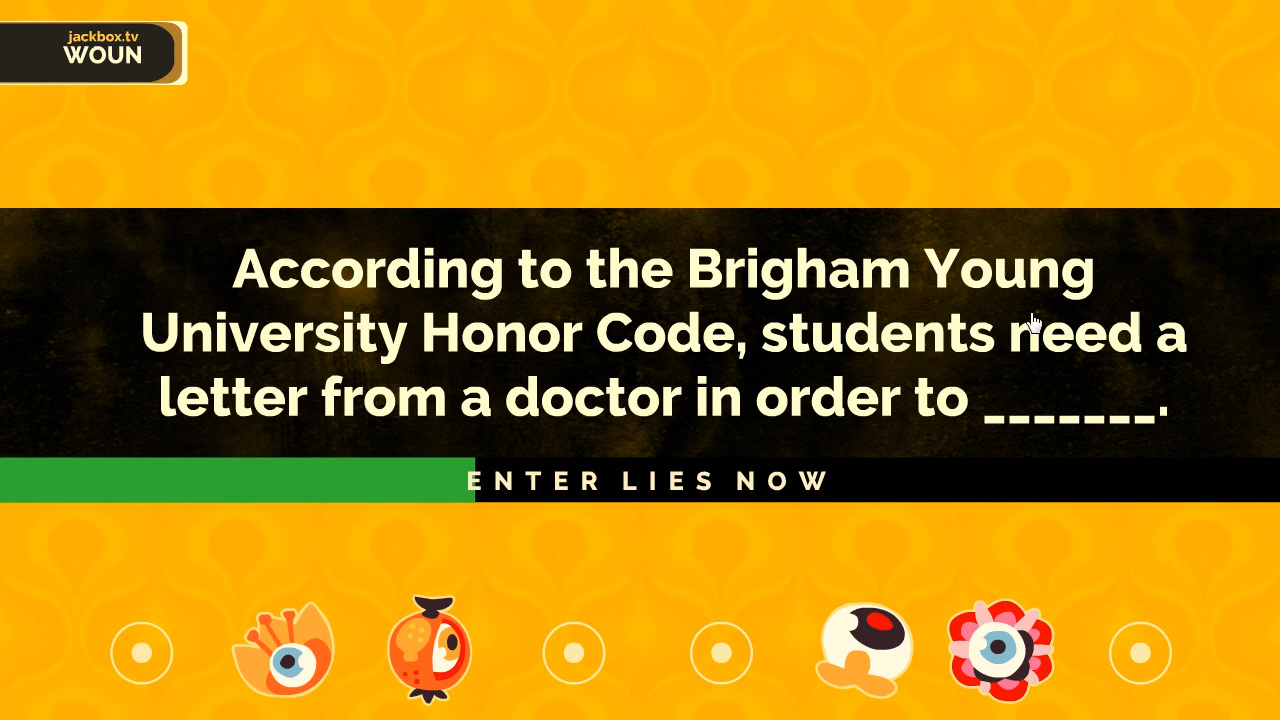 jackbox.tv
WOUN
According to the Brigham Young
University Honor Code, students need a
letter from a doctor in order to _______.
ENTER LIES NOW